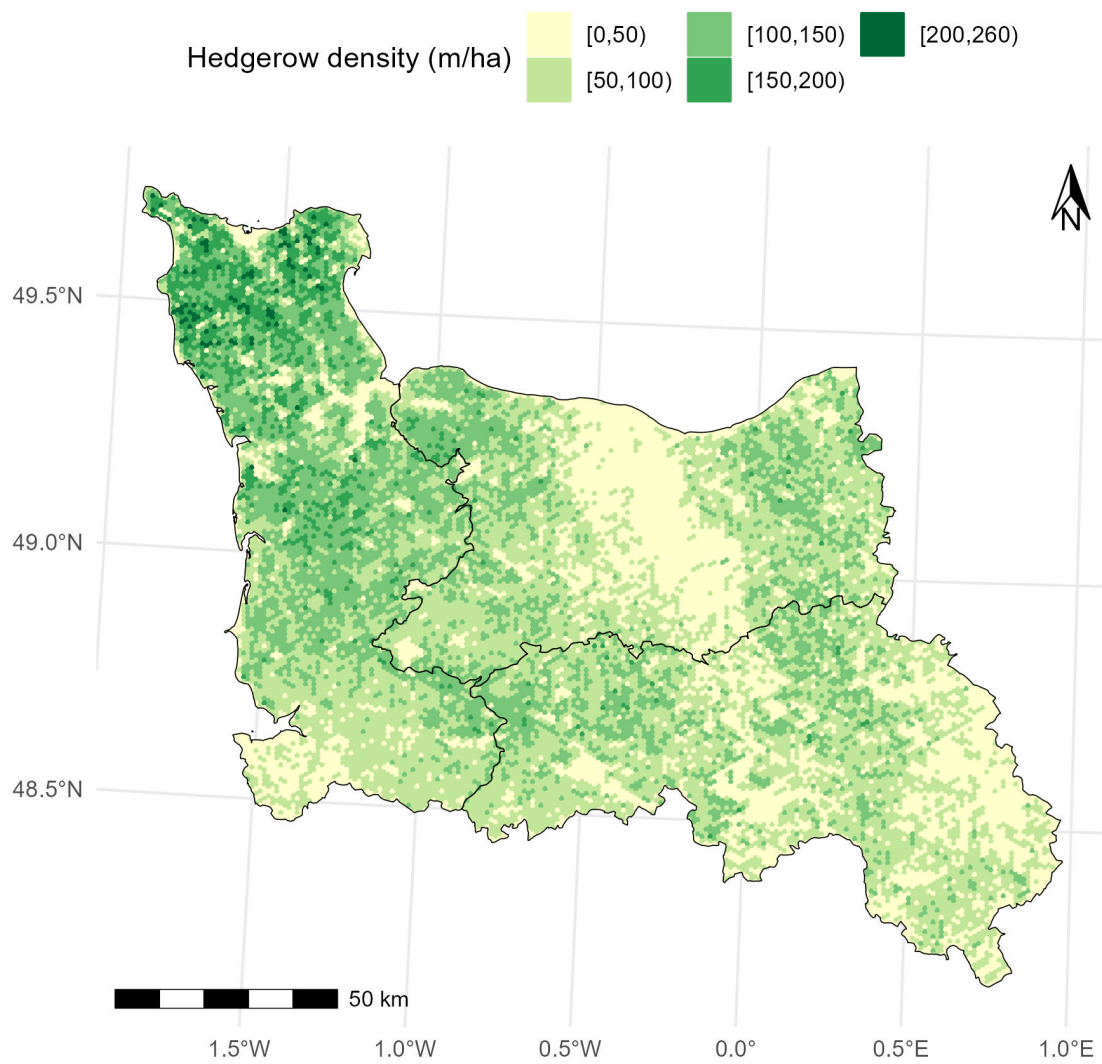 Hedgerow density (m/ha)
[0,50)
[100,150)
[200,260)
[50,100)
[150,200)
N
49.5°N
49.0°N
48.5°N
50 km
1.5°W
1.0°W
0.5°W
0.0°
0.5°E
1.0°E